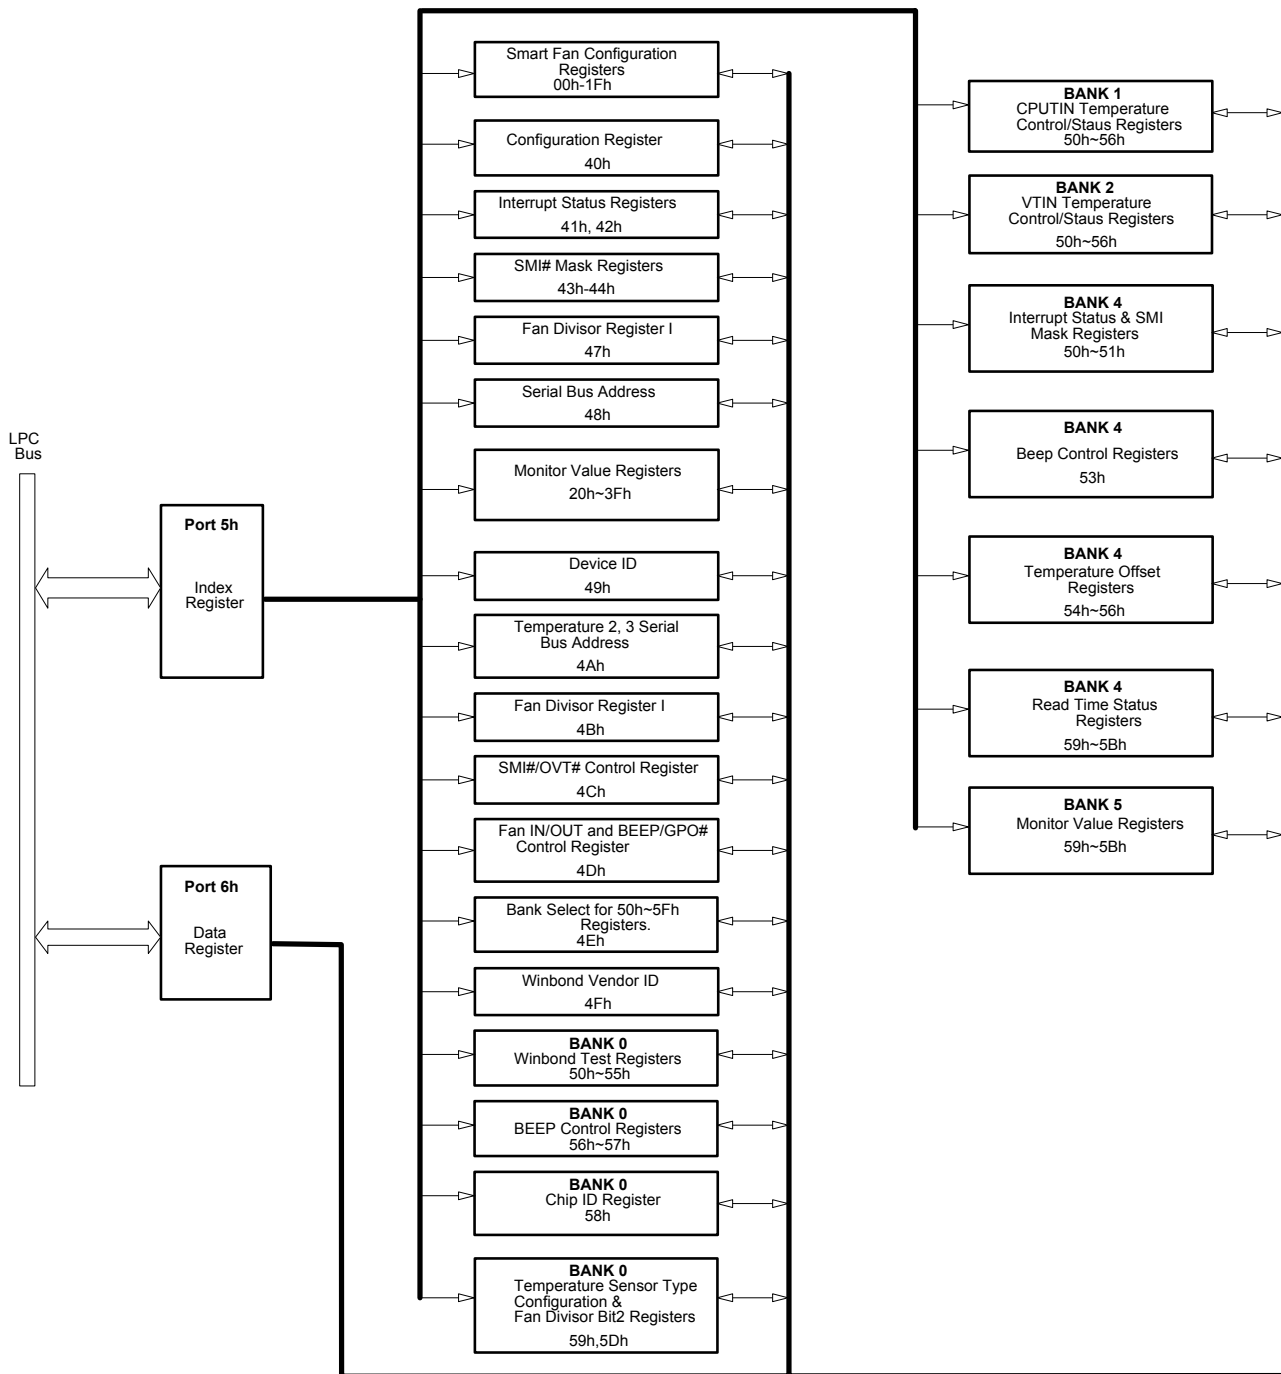 LPC
Bus
Port 5h
Index
Register
Port 6h
Data
Register
Smart Fan Configuration
Registers
00h-1Fh
Configuration Register
40h
Interrupt Status Registers
41h, 42h
SMI# Mask Registers
43h-44h
Fan Divisor Register I
47h
Serial Bus Address
48h
Monitor Value Registers
20h~3Fh
Device ID
49h
Temperature 2, 3 Serial
Bus Address
4Ah
Fan Divisor Register I
4Bh
SMI#/OVT# Control Register
4Ch
Fan IN/OUT and BEEP/GPO#
Control Register
4Dh
Bank Select for 50h~5Fh
Registers.
4Eh
Winbond Vendor ID
4Fh
BANK 0
Winbond Test Registers
50h~55h
BANK 0
BEEP Control Registers
56h~57h
BANK 0
Chip ID Register
58h
BANK 0
Temperature Sensor Type
Configuration &
Fan Divisor Bit2 Registers
59h,5Dh
BANK 1
CPUTIN Temperature
Control/Staus Registers
50h~56h
BANK 2
VTIN Temperature
Control/Staus Registers
50h~56h
BANK 4
Interrupt Status & SMI
Mask Registers
50h~51h
BANK 4
Beep Control Registers
53h
BANK 4
Temperature Offset
Registers
54h~56h
BANK 4
Read Time Status
Registers
59h~5Bh
BANK 5
Monitor Value Registers
59h~5Bh